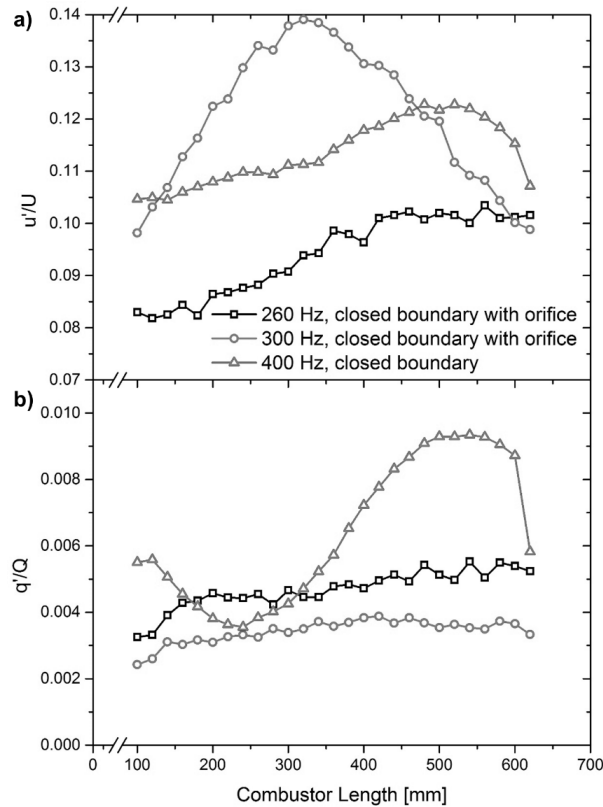 a)
0.14
0.13
0.12
0.11
0.10
0.09
0.08
0.07
u'/U
260 Hz, closed boundary with orifice
300 Hz, closed boundary with orifice
400 Hz, closed boundary
b)
0.010
0.008
0.006
0.004
0.002
0.000
q'/Q
0 100 200 300 400 500 600 700
Combustor Length [mm]